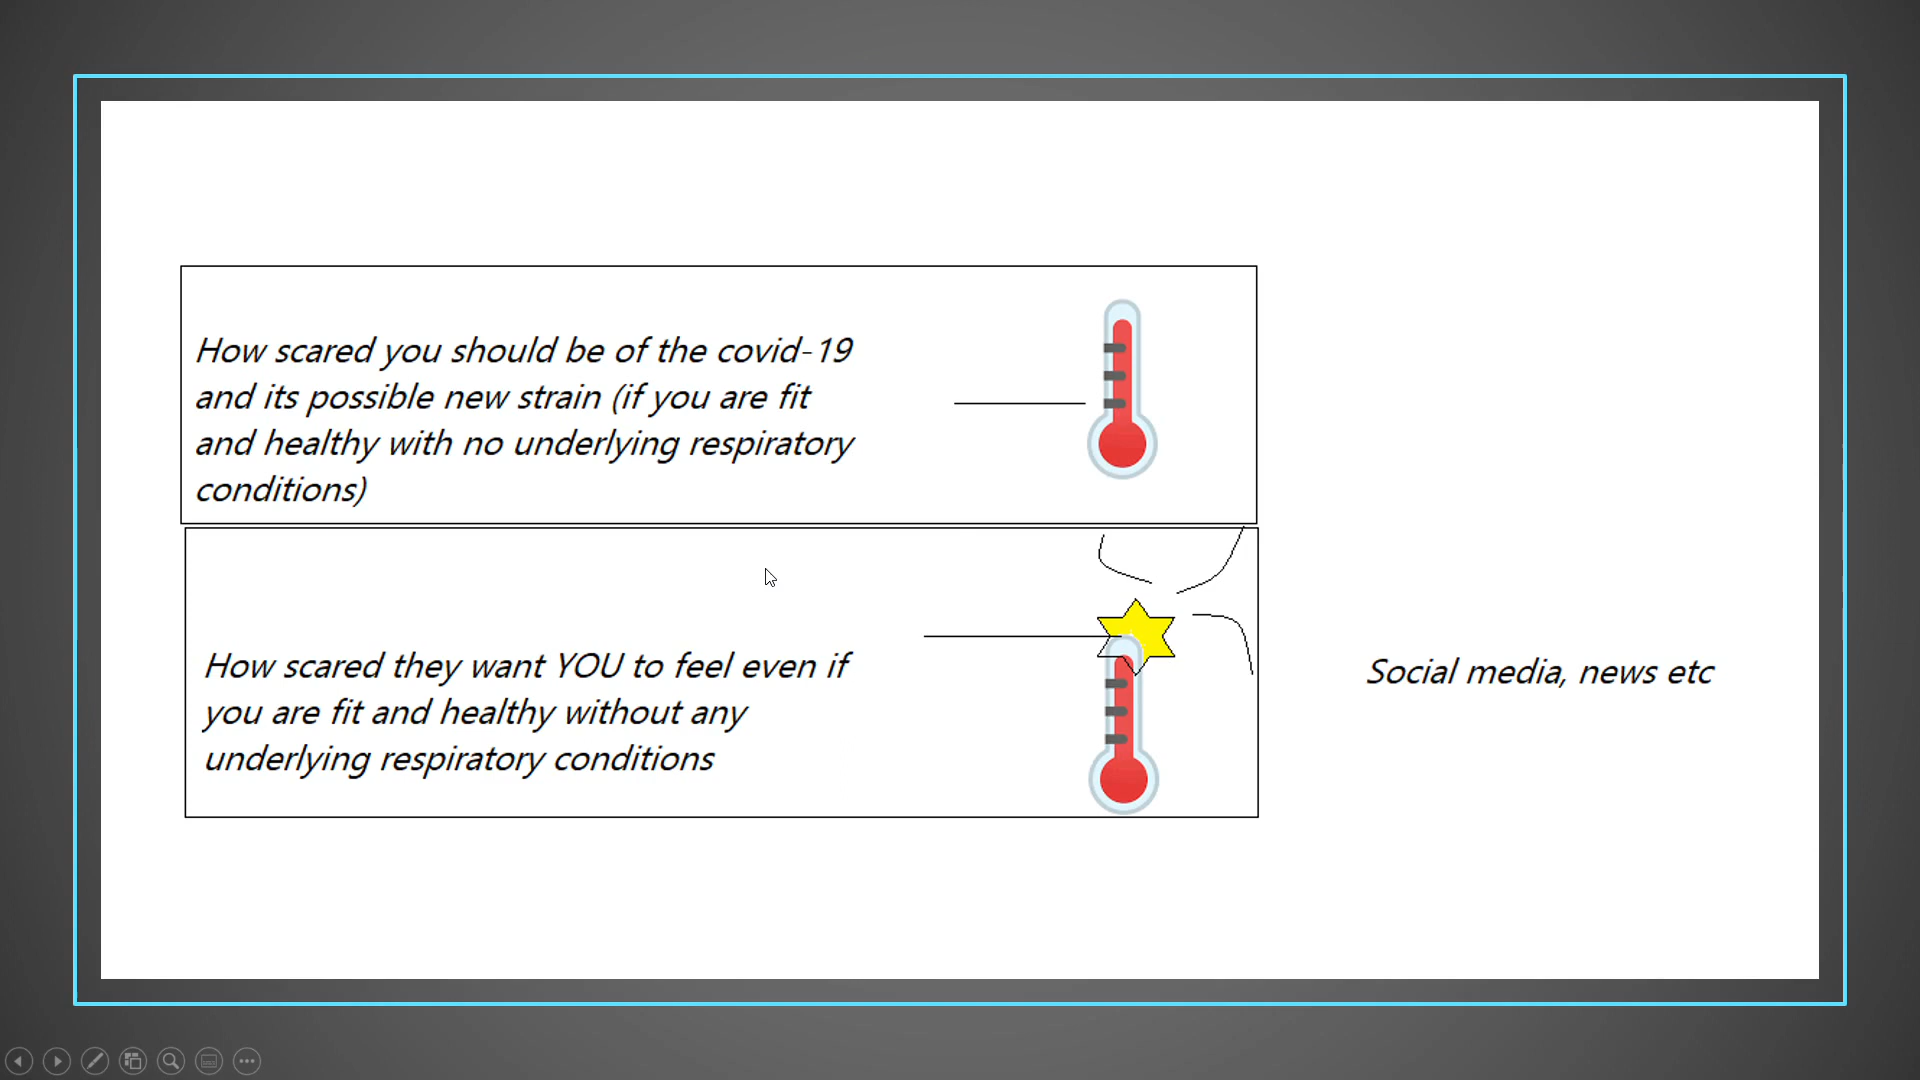 How scared you should be of the covid-19
and its possible new strain (if you are fit
and healthy with no underlying respiratory
conditions)
How scared they want YOU to feel even if
you are fit and healthy without any
underlying respiratory conditions
Social media, news etc